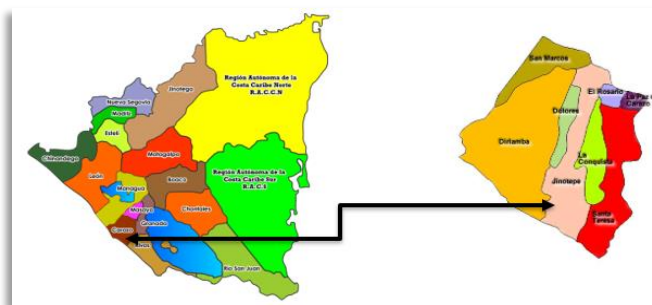 Región Autónoma de la
Costa Caribe Norte
R.A.C.C.N
Jinotega
Nueva Segovia
Madriz
Estelí
Chinandega
Matagalpa
León
Boaco
Región Autónoma de la
Costa Caribe Sur
R.A.C.S
Managua
Masaya
Chontales
Granada
Carazo
Rivas
Rio San Juan
San Marcos
El Rosario
La Paz
Carazo
Dolores
Diriamba
La
Conquista
Jinotepe
Santa
Teresa